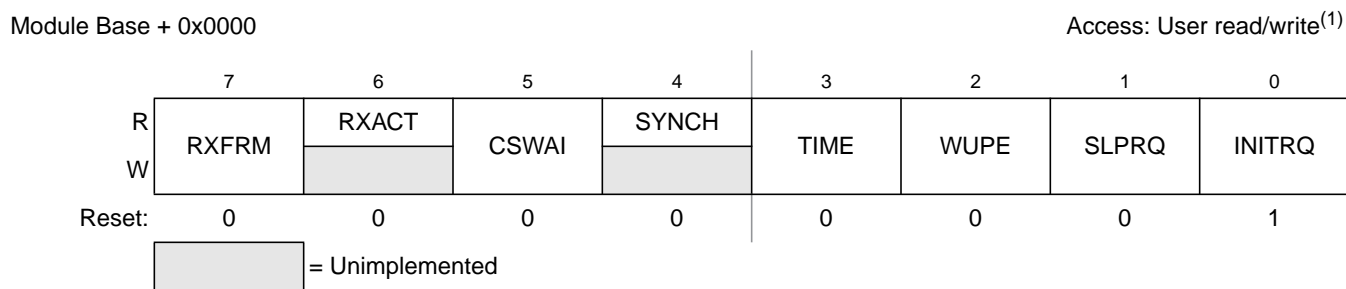 Module Base + 0x0000 Access: User read/write(1)
7 6 5 4 3 2 1 0
R RXFRM RXACT CSWAI SYNCH TIME WUPE SLPRQ INITRQ
W
Reset: 0 0 0 0 0 0 0 1
= Unimplemented